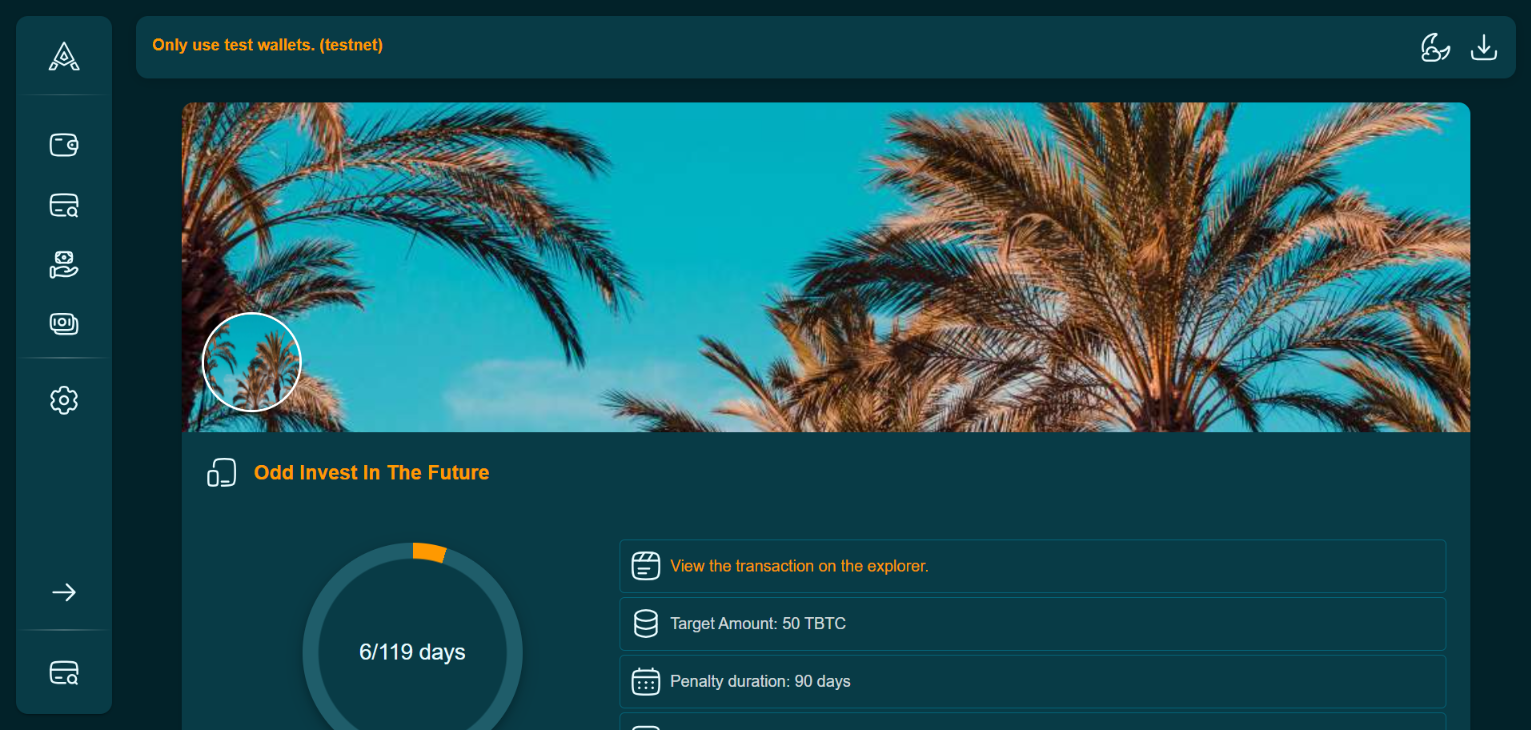 Only use test wallets. (testnet)
Odd Invest In The Future
6/119 days
View the transaction on the explorer.
Target Amount: 50 TBTC
Penalty duration: 90 days